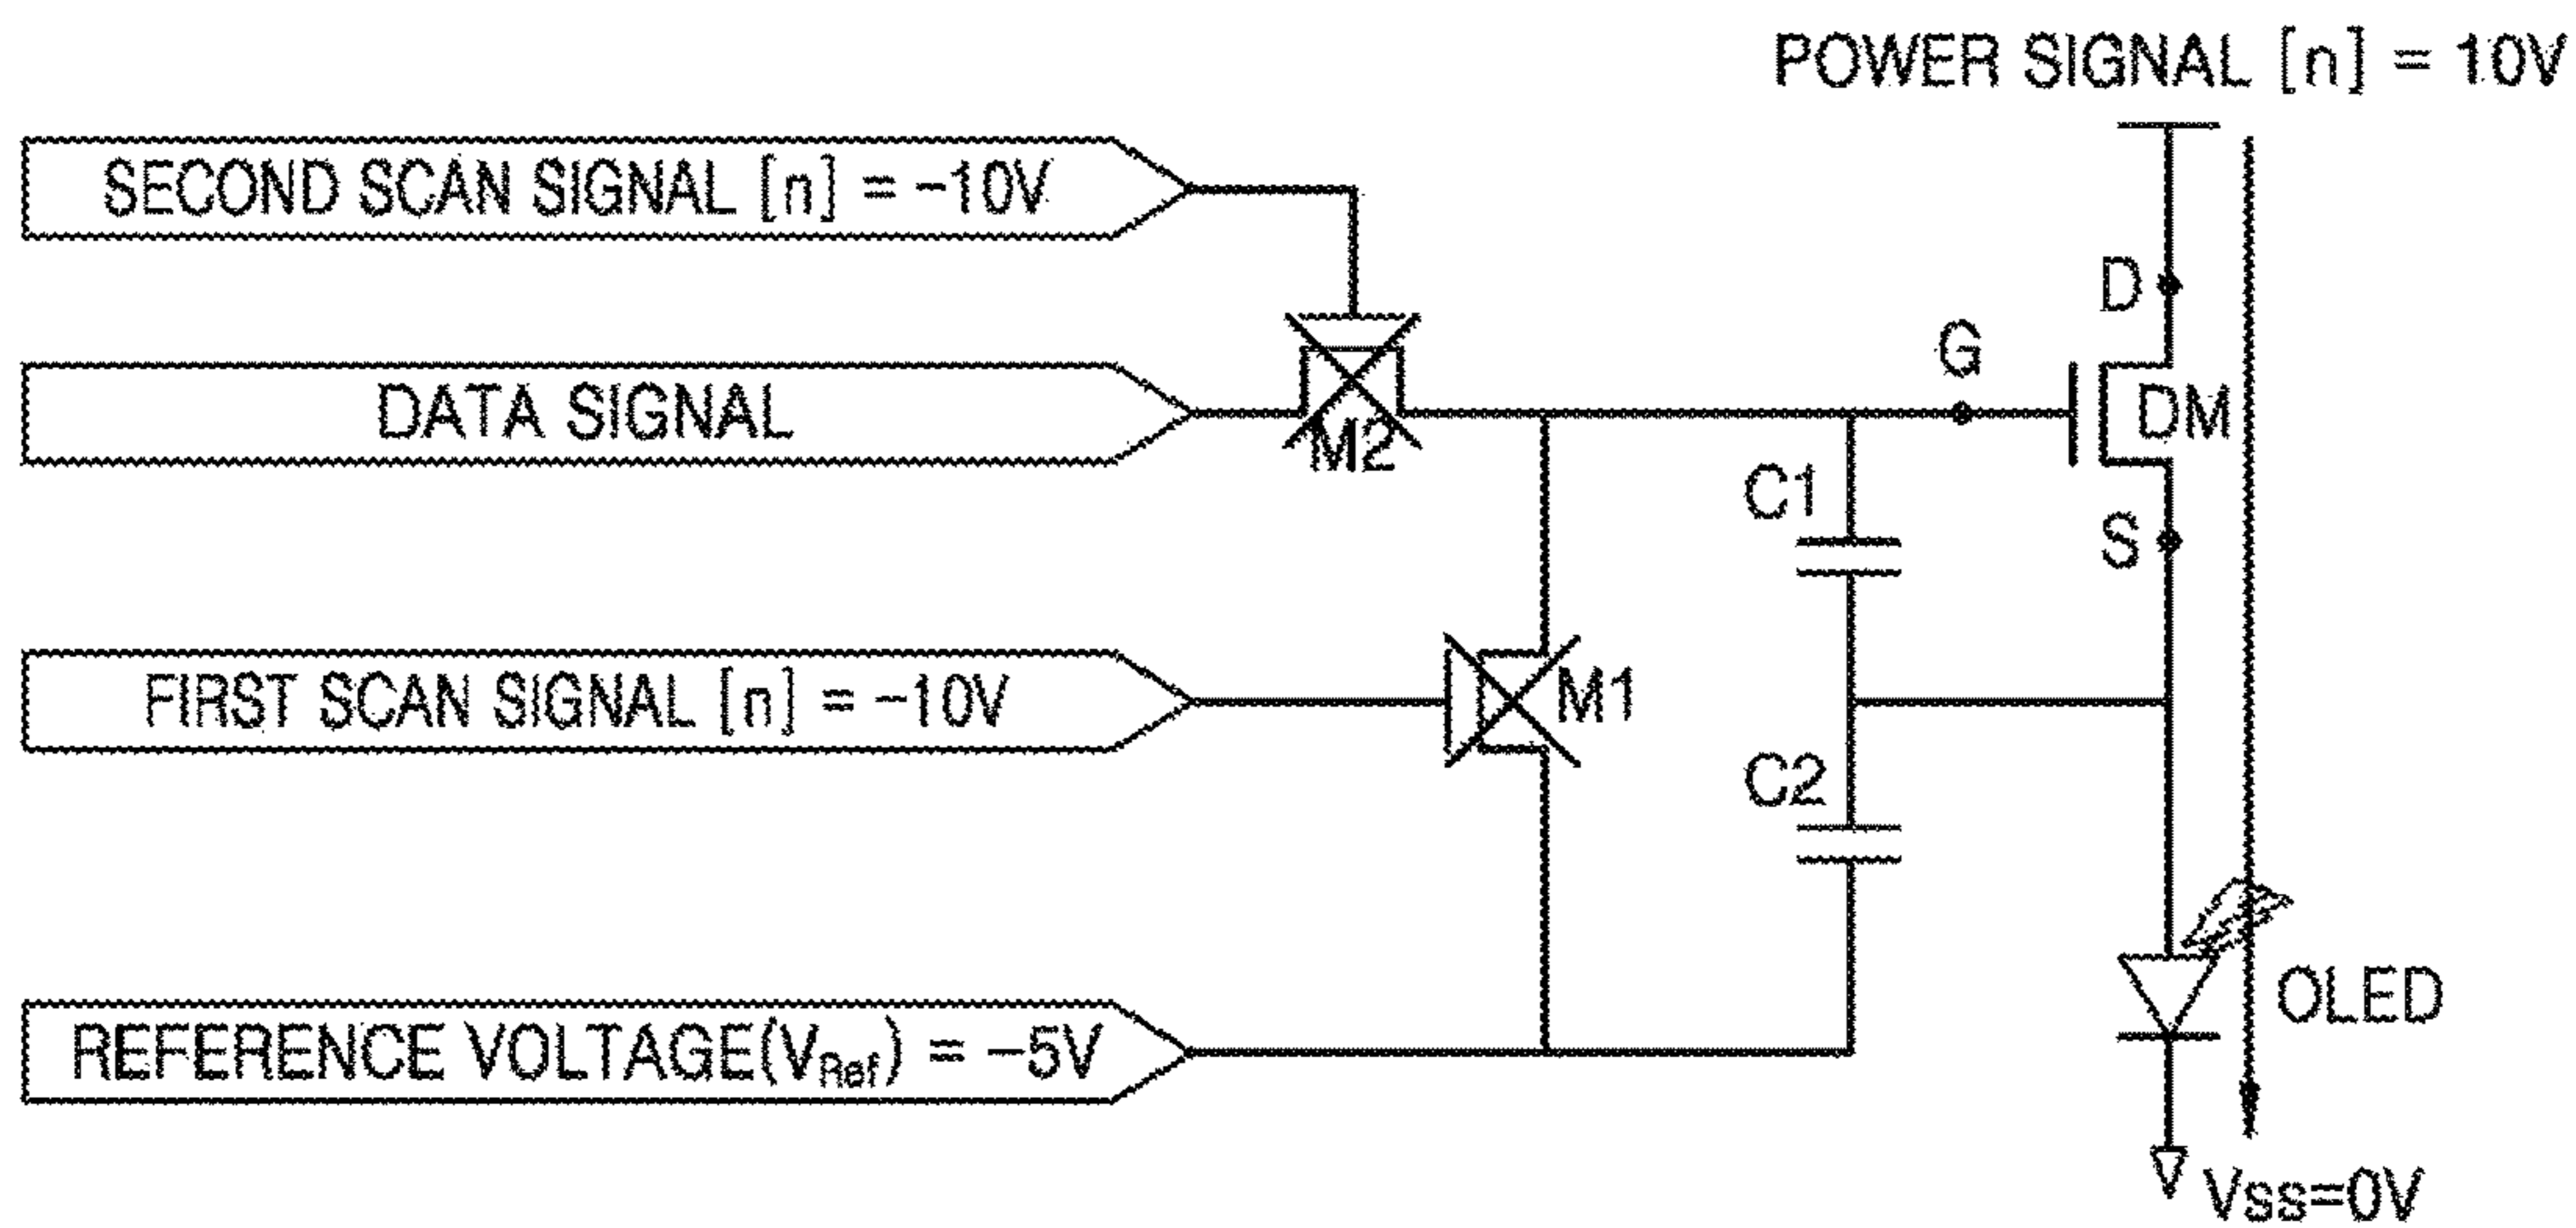 POWER SIGNAL [n] = 10V
SECOND SCAN SIGNAL [n] = -10V
D
G
DATA SIGNAL
DM
M2
C1
S
FIRST SCAN SIGNAL [n] = -10V
M1
C2
OLED
REFERENCE VOLTAGE(VRef) = -5V
Vss=0V